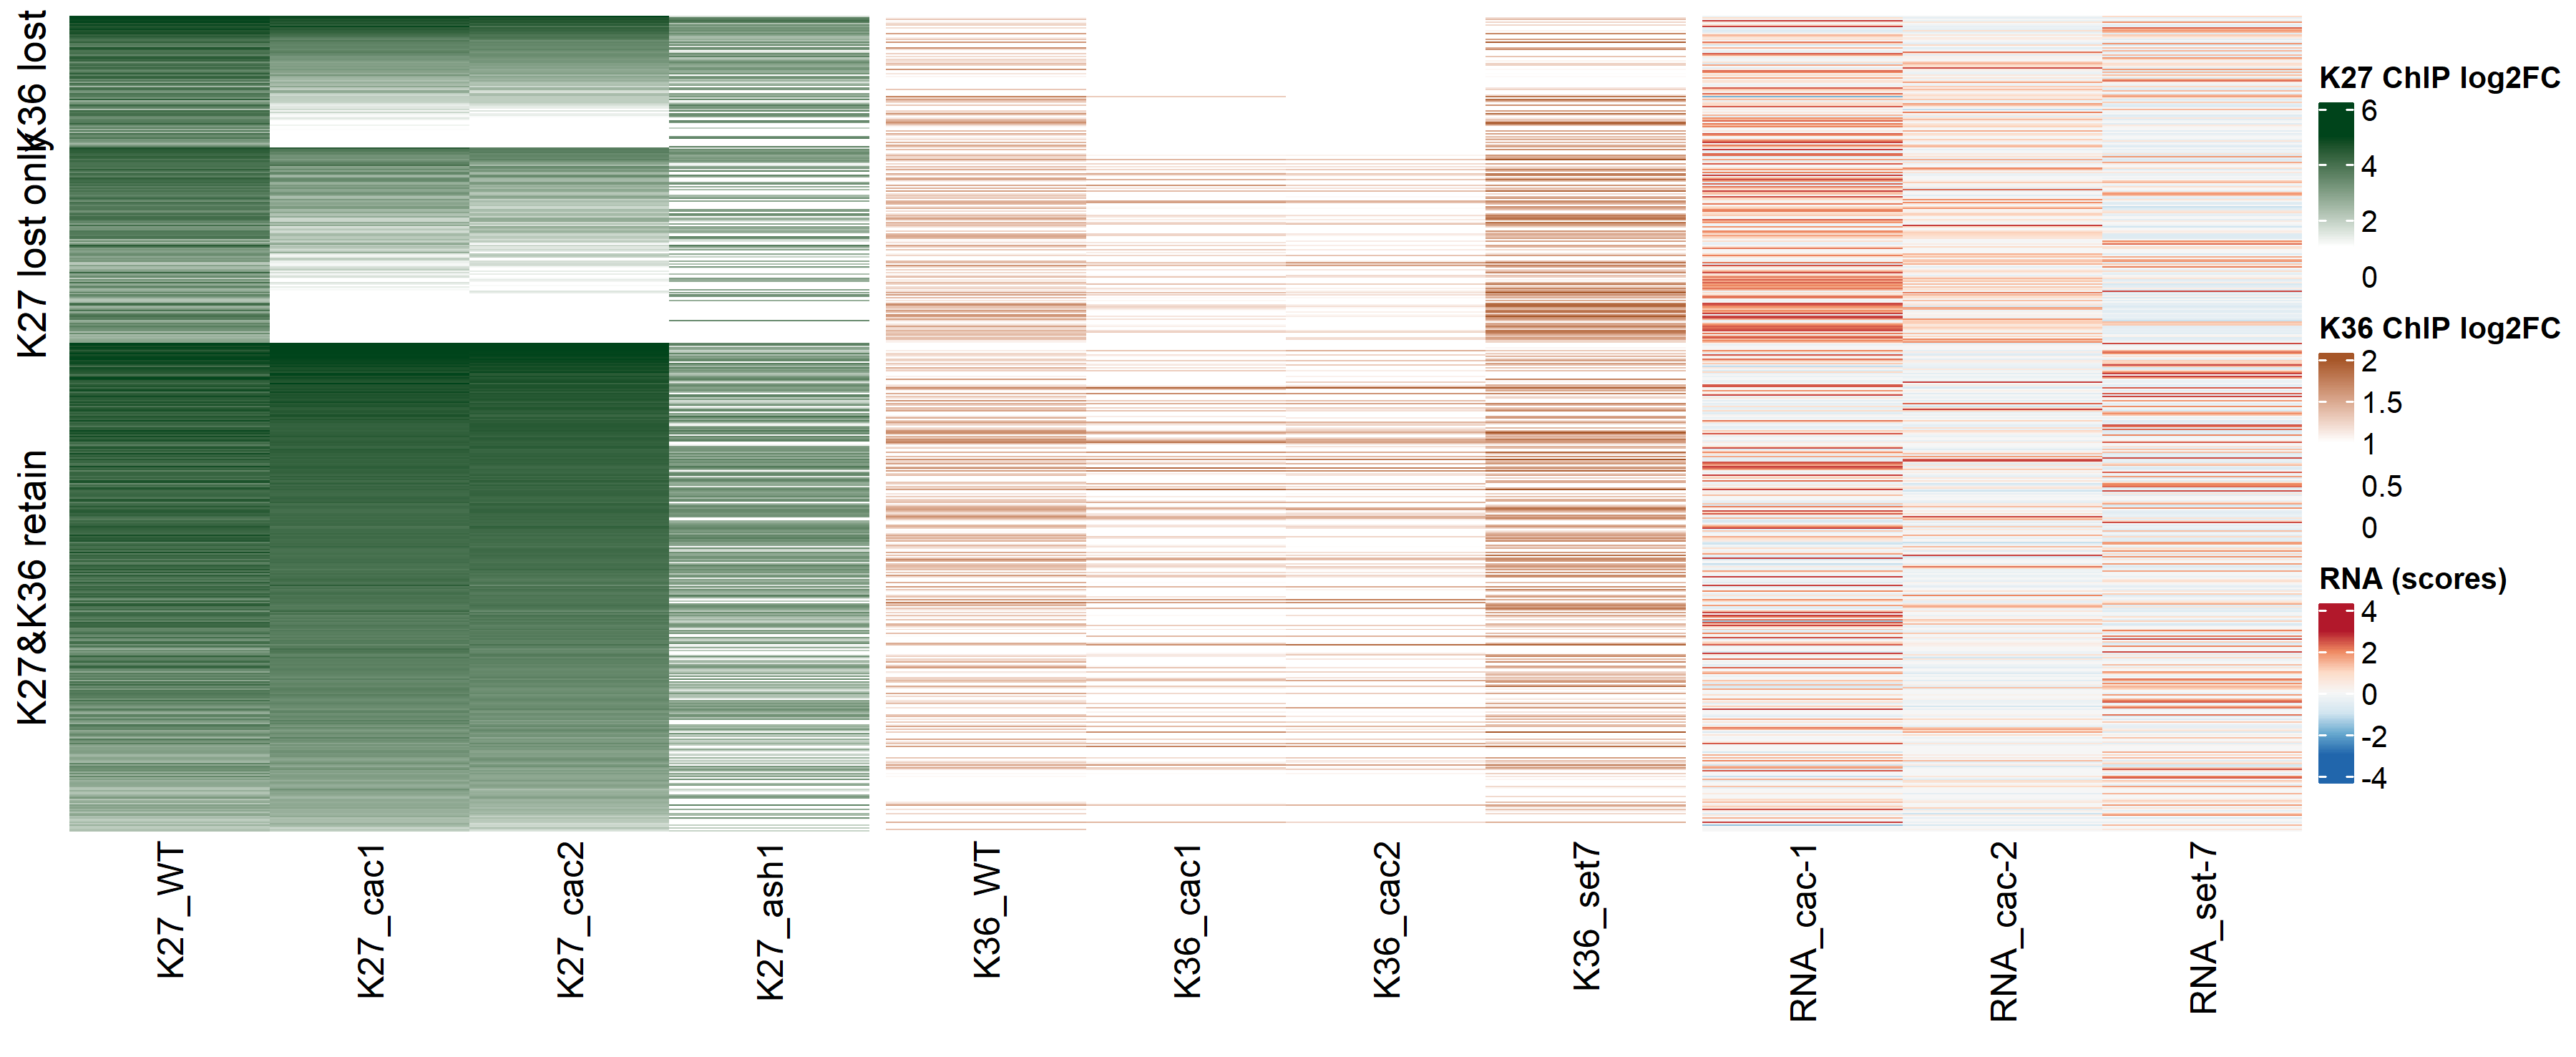 K36 lost
K27 lost only
K27&K36 retain
K27_WT
K27_cac1
K27_cac2
K27_ash1
K36_WT
K36_cac1
K36_cac2
K36_set7
RNA_cac-1
RNA_cac-2
RNA_set-7
K27 ChIP log2FC
6
4
2
0
K36 ChIP log2FC
2
1.5
1
0.5
0
RNA (scores)
4
2
0
-2
-4